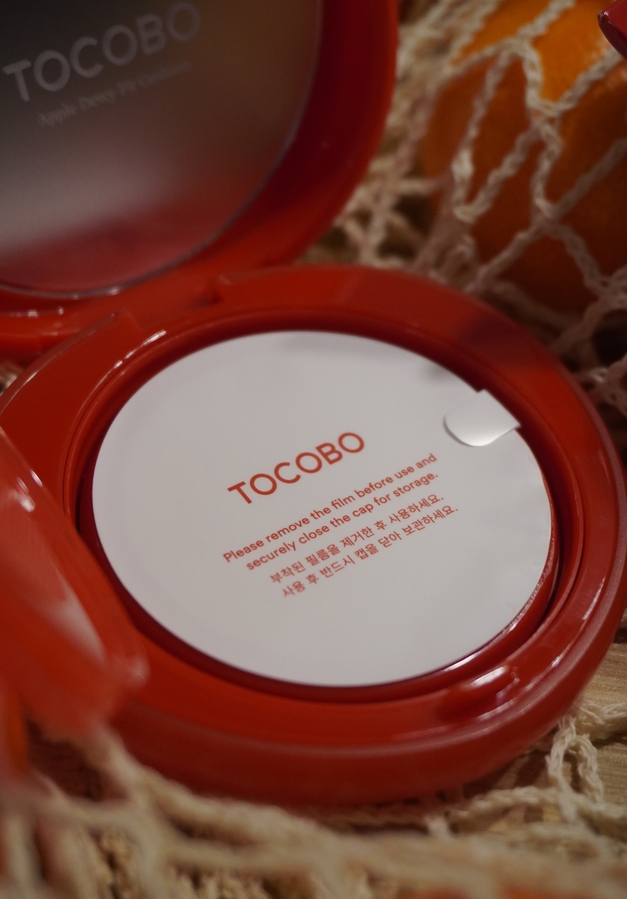 TOCOBO
Apple Dewy Fit Cushion
TOCOBO
Please remove the film before use and
securely close the cap for storage.
부착된 필름을 제거한 후 사용하세요.
사용 후 반드시 캡을 닫아 보관하세요.